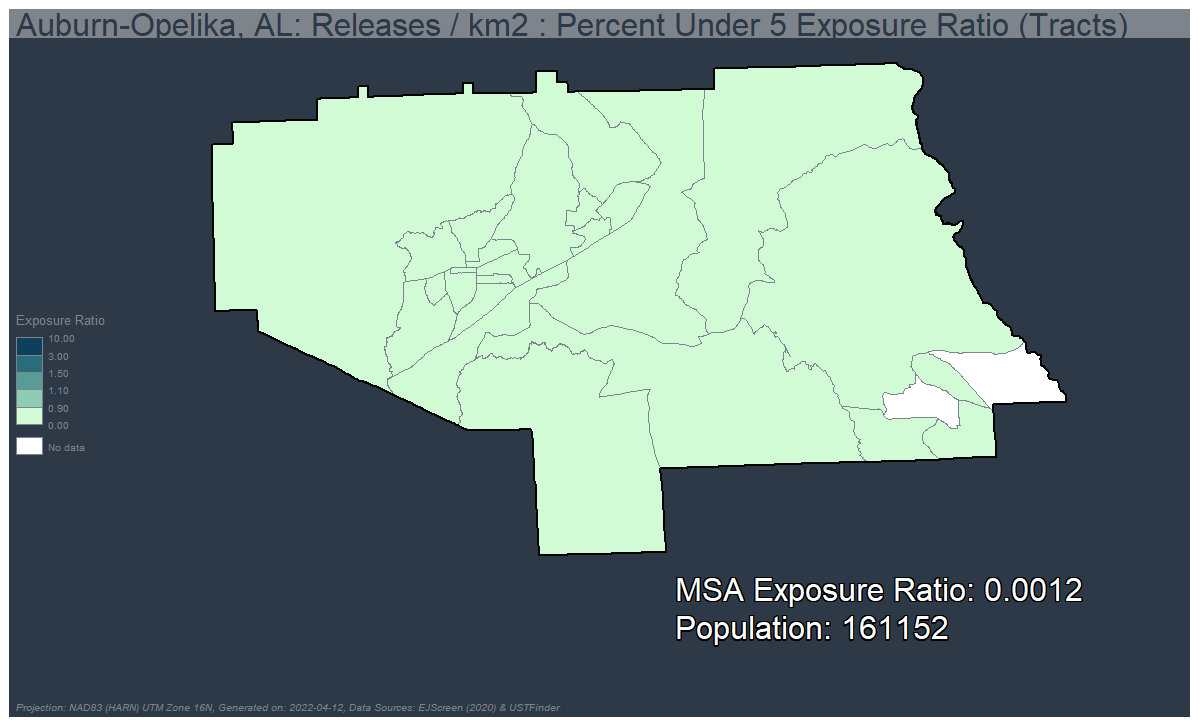 Auburn-Opelika, AL: Releases / km2 : Percent Under 5 Exposure Ratio (Tracts)
Exposure Ratio
10.00
3.00
1.50
1.10
0.90
0.00
No data
MSA Exposure Ratio: 0.0012
Population: 161152
Projection: NAD83 (HARN) UTM Zone 16N, Generated on: 2022-04-12, Data Sources: EJScreen (2020) & USTFinder